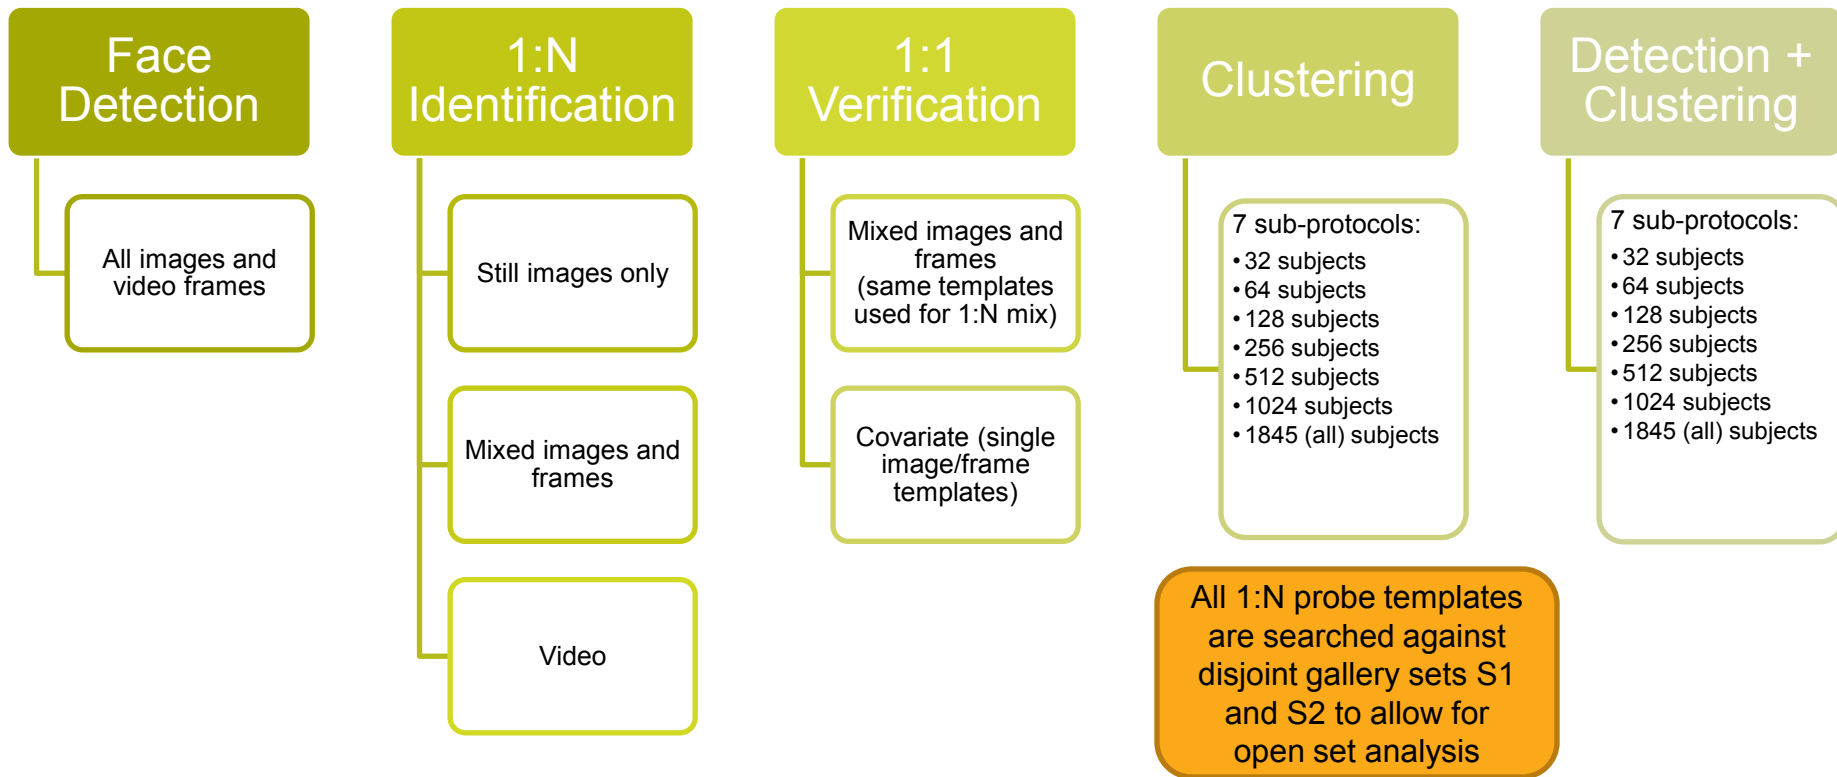 Face
Detection
All images and
video frames
1:N
Identification
Still images only
Mixed images and
frames
Video
1:1
Verification
Mixed images and
frames
(same templates
used for 1:N mix)
Covariate (single
image/frame
templates)
Clustering
7 sub-protocols:
• 32 subjects
• 64 subjects
• 128 subjects
• 256 subjects
• 512 subjects
• 1024 subjects
• 1845 (all) subjects
Detection +
Clustering
7 sub-protocols:
• 32 subjects
• 64 subjects
• 128 subjects
• 256 subjects
• 512 subjects
• 1024 subjects
• 1845 (all) subjects
All 1:N probe templates
are searched against
disjoint gallery sets S1
and S2 to allow for
open set analysis